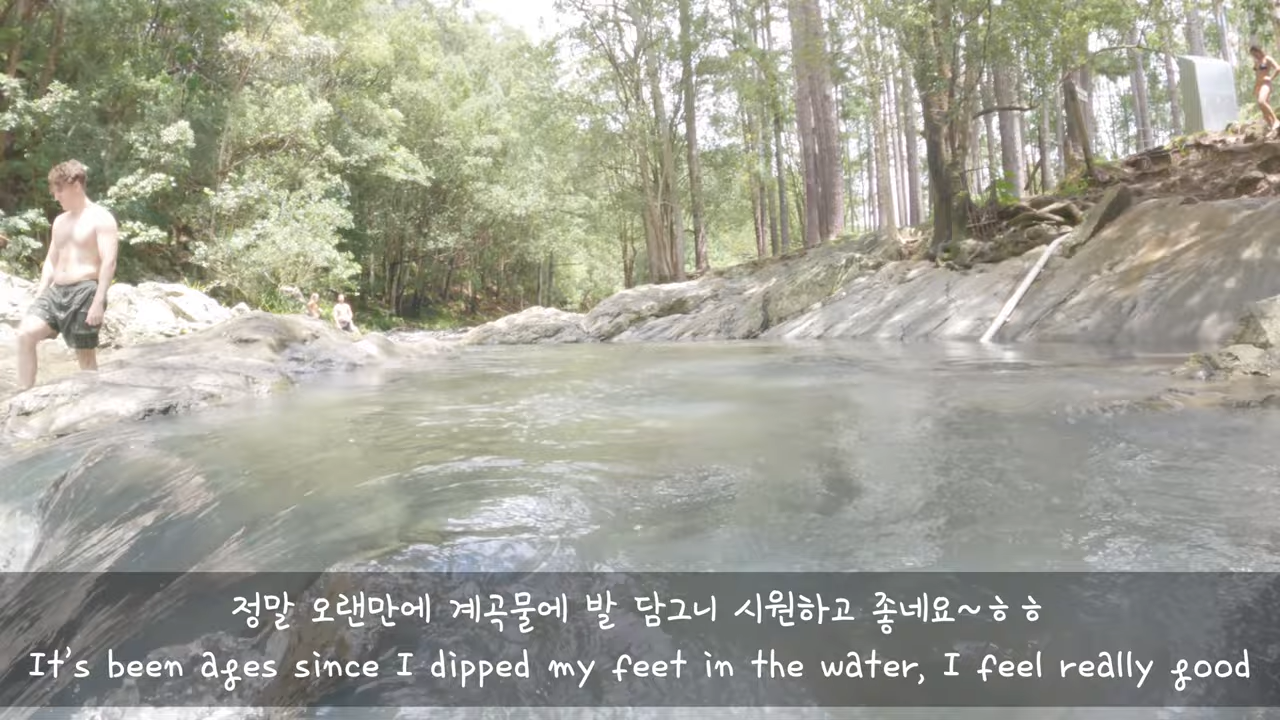 정말 오랜만에 계곡물에 발 담그니 시원하고 좋네요~ㅎㅎ
It's been ages since I dipped my feet in the water, I feel really good